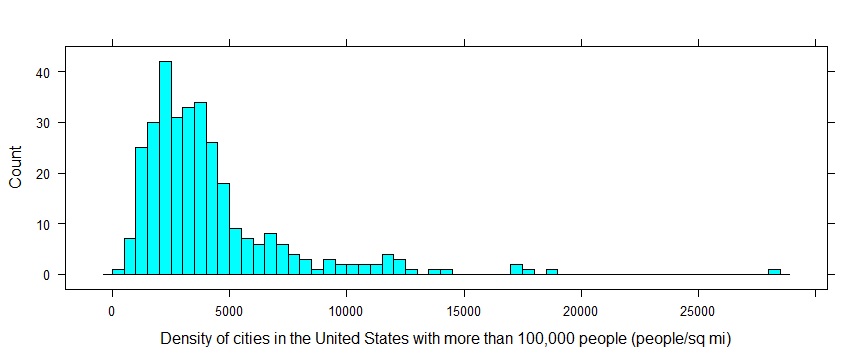 40
30
20
10
0
Count
0 5000 10000 15000 20000 25000
Density of cities in the United States with more than 100,000 people (people/sq mi)